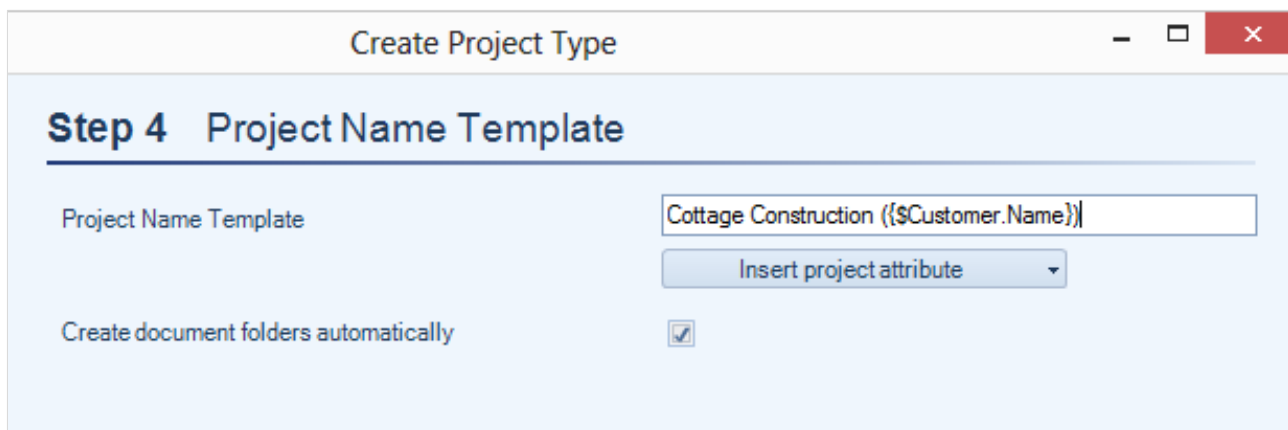 Create Project Type
Step 4 Project Name Template
Project Name Template
Cottage Construction ({$Customer.Name})
Insert project attribute
Create document folders automatically